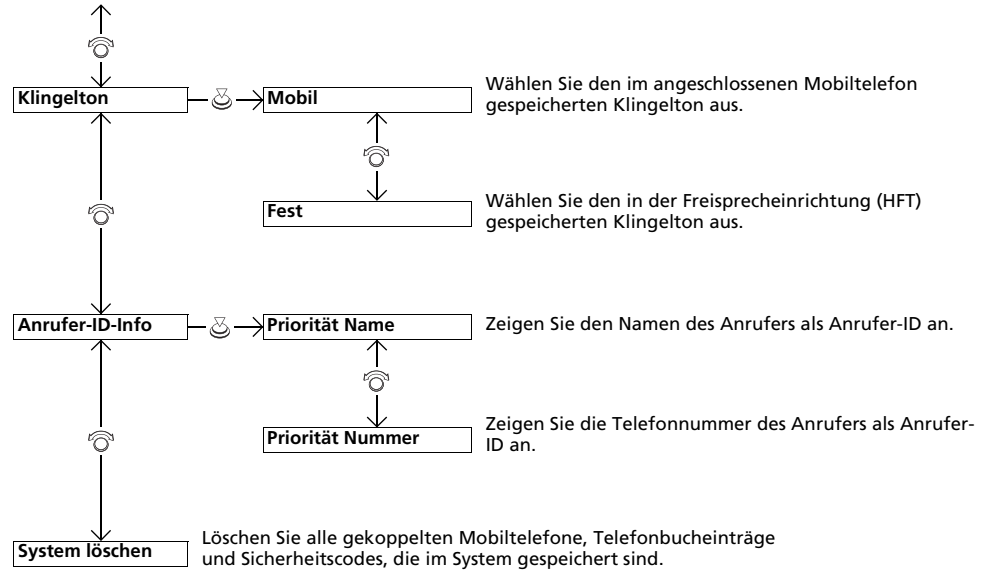 Klingelton
Mobil
Wählen Sie den im angeschlossenen Mobiltelefon
gespeicherten Klingelton aus.
Fest
Wählen Sie den in der Freisprecheinrichtung (HFT)
gespeicherten Klingelton aus.
Anrufer-ID-Info
Priorität Name
Zeigen Sie den Namen des Anrufers als Anrufer-ID an.
Priorität Nummer
Zeigen Sie die Telefonnummer des Anrufers als Anrufer-
ID an.
System löschen
Löschen Sie alle gekoppelten Mobiltelefone, Telefonbucheinträge
und Sicherheitscodes, die im System gespeichert sind.